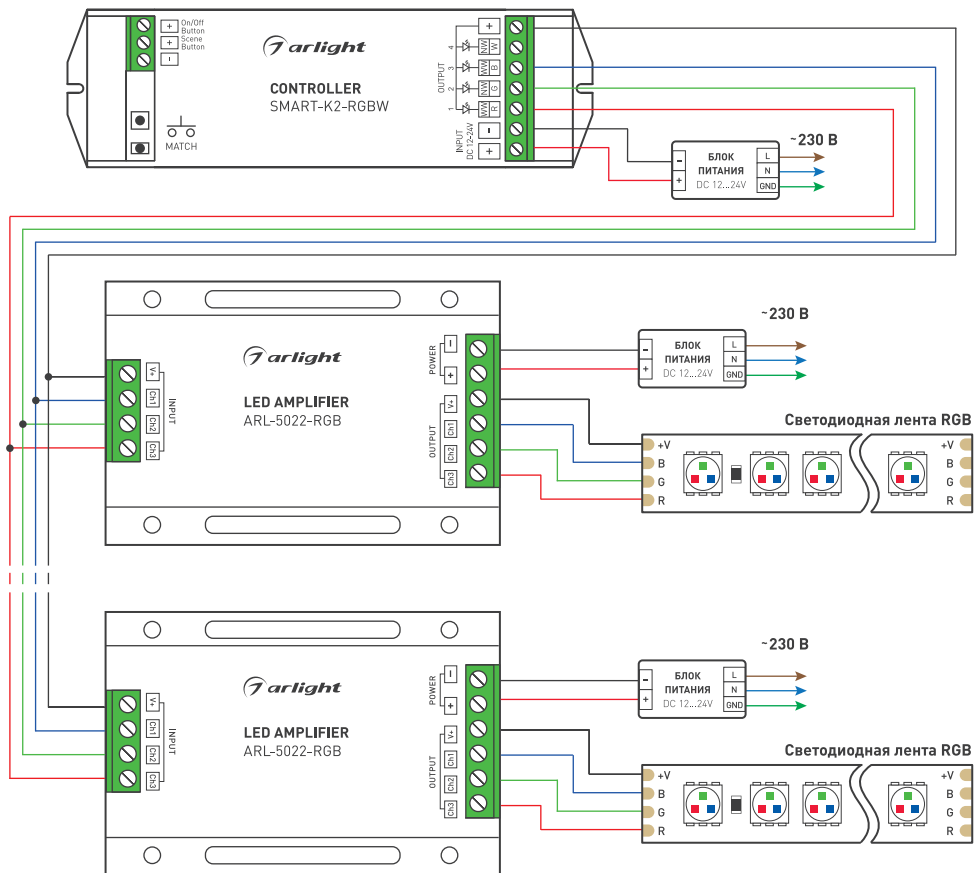 + On/Off Button
+ Scene Button
-
MATCH
arlight
CONTROLLER
SMART-K2-RGBW
OUTPUT
+
4 NW W
3 WW B
2 NW G
1 WW R
INPUT
DC 12-24V
-
+
~230 В
- БЛОК ПИТАНИЯ L
+ DC 12...24V N
GND
~230 В
arlight
LED AMPLIFIER
ARL-5022-RGB
INPUT
V+
Ch1
Ch2
Ch3
POWER
-
+
OUTPUT
V+
Ch1
Ch2
Ch3
- БЛОК ПИТАНИЯ L
+ DC 12...24V N
GND
Светодиодная лента RGB
+V +V
B B
G G
R R
~230 В
arlight
LED AMPLIFIER
ARL-5022-RGB
INPUT
V+
Ch1
Ch2
Ch3
POWER
-
+
OUTPUT
V+
Ch1
Ch2
Ch3
- БЛОК ПИТАНИЯ L
+ DC 12...24V N
GND
Светодиодная лента RGB
+V +V
B B
G G
R R